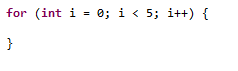 for (int i = 0; i < 5; i++) {
}